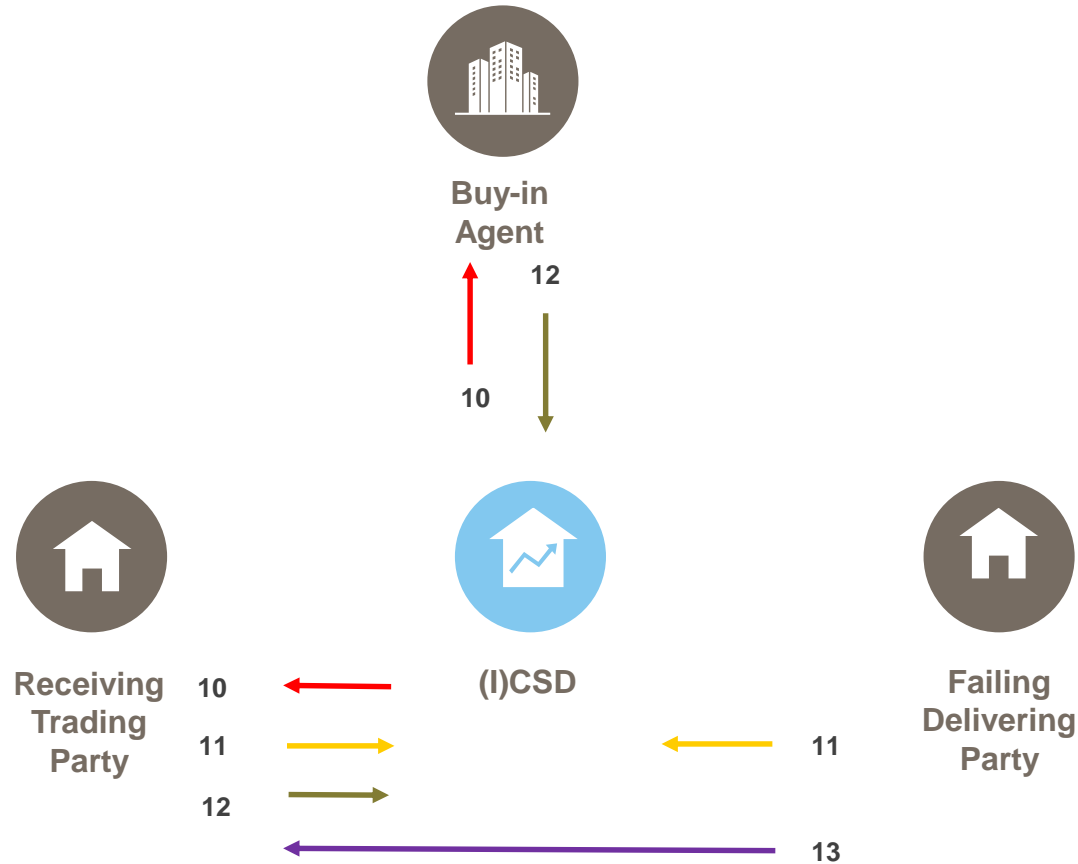 Buy-in
Agent
12
10
Receiving
Trading
Party
10
11
12
(I)CSD
Failing
Delivering
Party
11
13